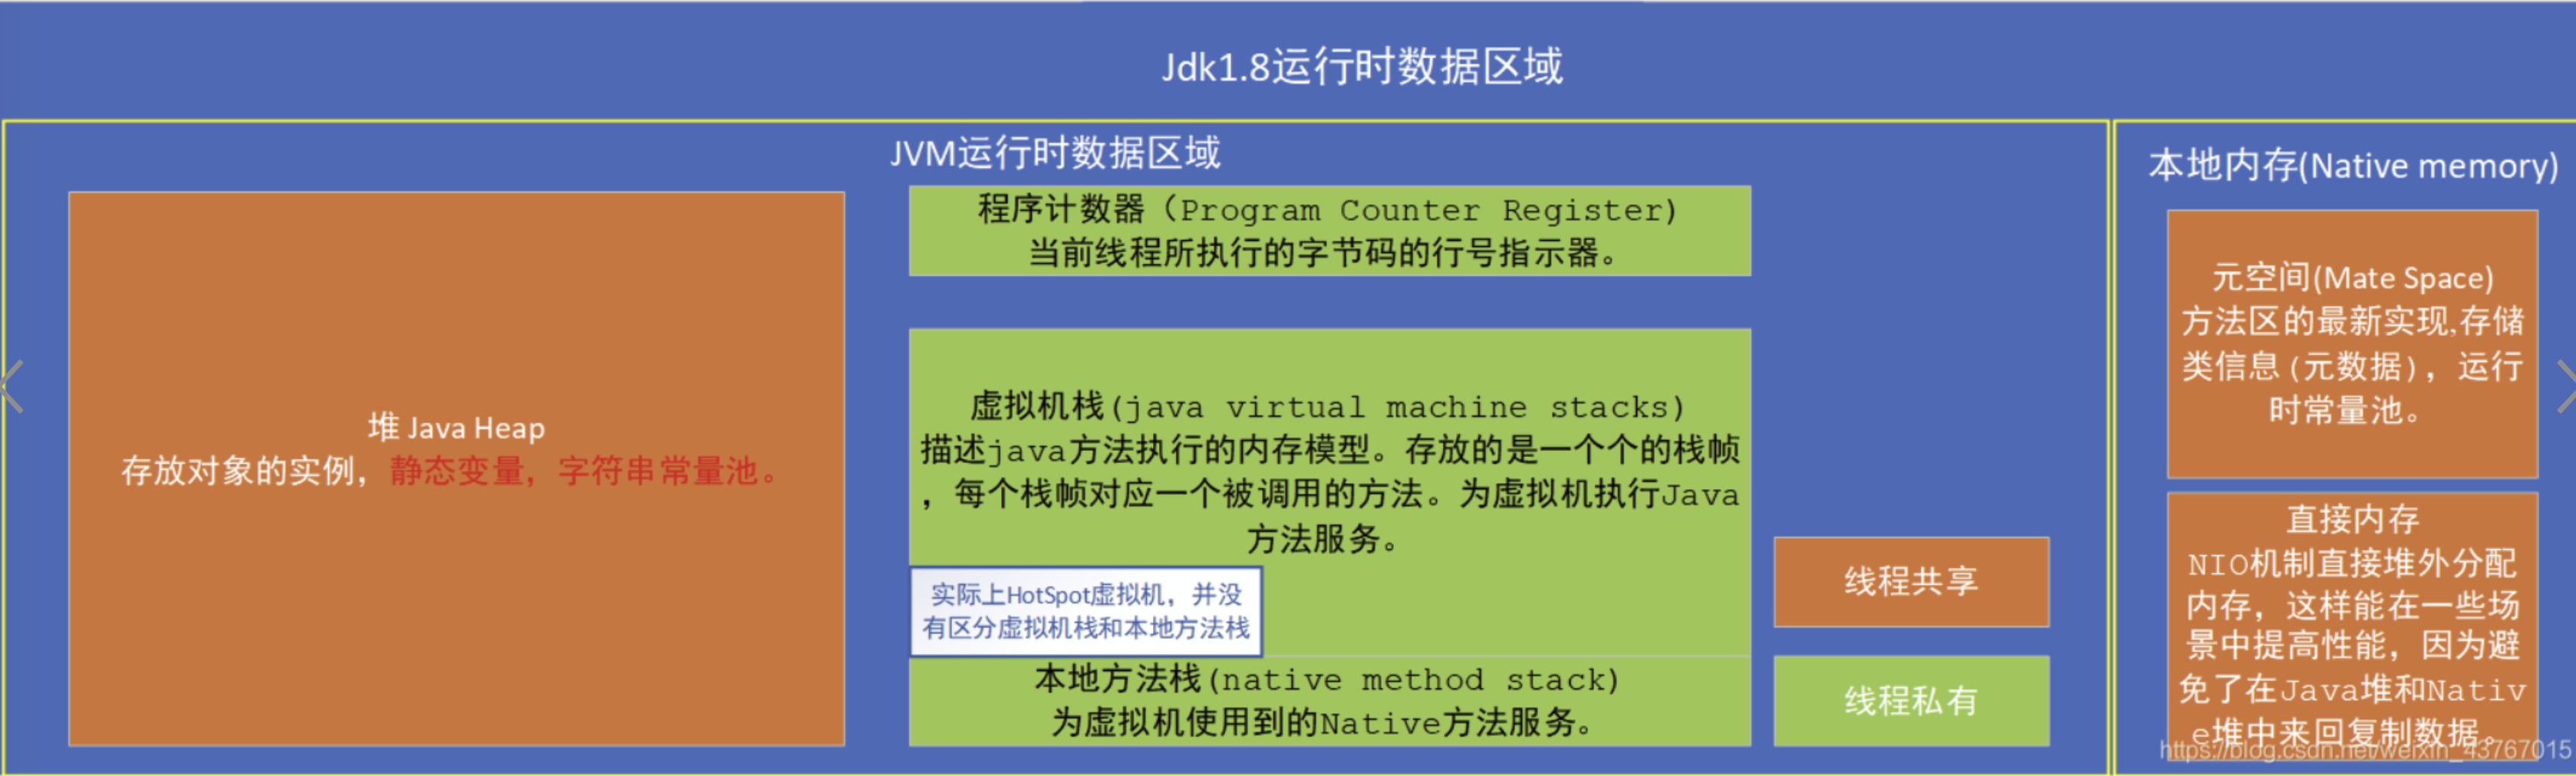 Jdk1.8运行时数据区域
JVM运行时数据区域
堆 Java Heap
存放对象的实例，静态变量，字符串常量池。
程序计数器（Program Counter Register)
当前线程所执行的字节码的行号指示器。
虚拟机栈(java virtual machine stacks)
描述java方法执行的内存模型。存放的是一个个的栈帧
，每个栈帧对应一个被调用的方法。为虚拟机执行Java
方法服务。
实际上HotSpot虚拟机，并没
有区分虚拟机栈和本地方法栈
本地方法栈(native method stack)
为虚拟机使用到的Native方法服务。
线程共享
线程私有
本地内存(Native memory)
元空间(Mate Space)
方法区的最新实现,存储
类信息(元数据)，运行
时常量池。
直接内存
NIO机制直接堆外分配
内存，这样能在一些场
景中提高性能，因为避
免了在Java堆和Nativ
e堆中来回复制数据。
https://blog.csdn.net/weixin_43767015